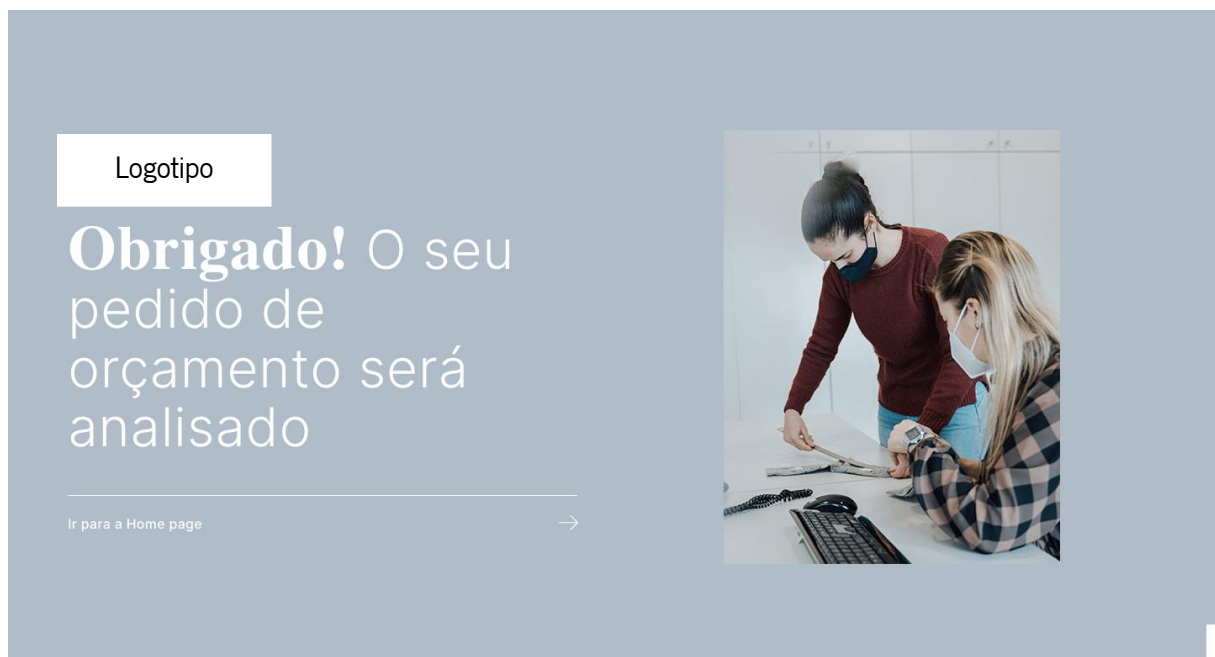 Logotipo
Obrigado! O seu
pedido de
orçamento será
analisado
Ir para a Home page